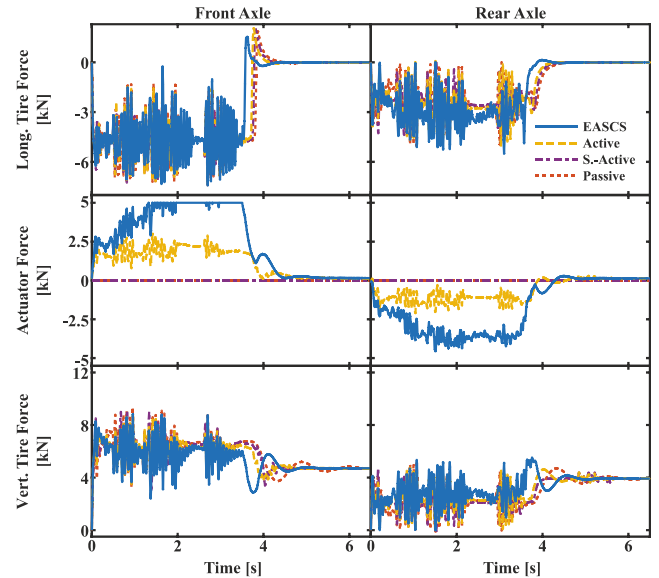 Front Axle
Rear Axle
Long. Tire Force
[kN]
0
-3
-6
EASCS
Active
S.-Active
Passive
Actuator Force
[kN]
5
2.5
0
-2.5
-5
Vert. Tire Force
[kN]
12
8
4
0
0 2 4 6
0 2 4 6
Time [s]
Time [s]